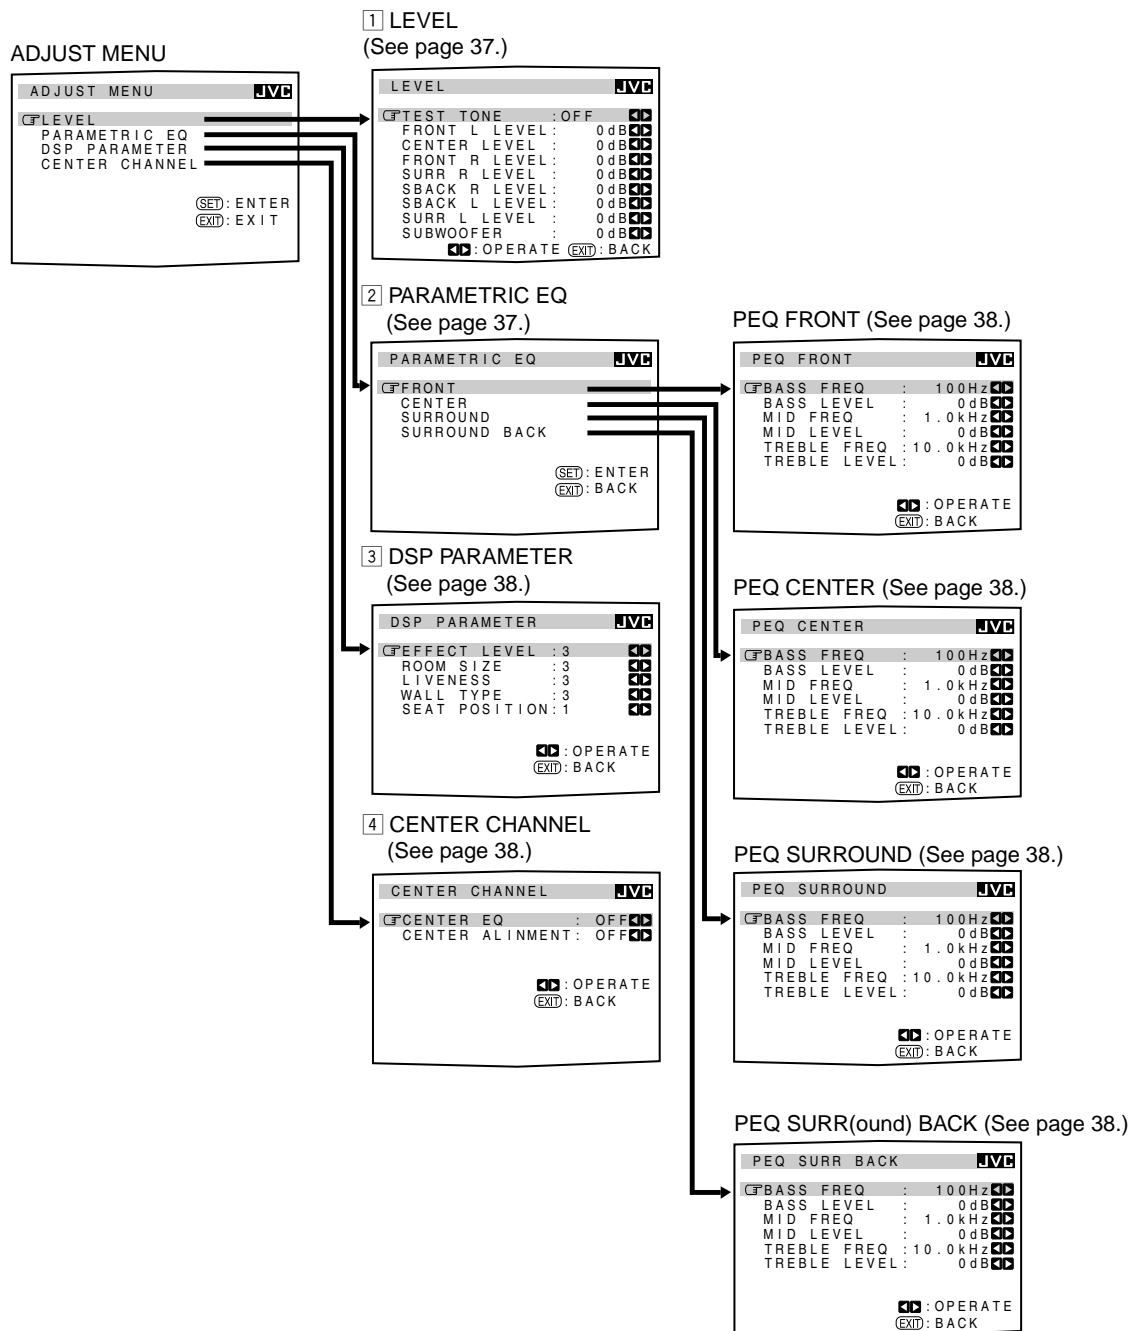 ADJUST MENU
ADJUST MENU JVC
LEVEL
PARAMETRIC EQ
DSP PARAMETER
CENTER CHANNEL
SET : ENTER
EXIT : EXIT
1 LEVEL
(See page 37.)
LEVEL JVC
TEST TONE :OFF
FRONT L LEVEL: 0dB
CENTER LEVEL : 0dB
FRONT R LEVEL: 0dB
SURR R LEVEL : 0dB
SBACK R LEVEL: 0dB
SBACK L LEVEL: 0dB
SURR L LEVEL : 0dB
SUBWOOFER : 0dB
:OPERATE EXIT :BACK
2 PARAMETRIC EQ
(See page 37.)
PARAMETRIC EQ JVC
FRONT
CENTER
SURROUND
SURROUND BACK
SET : ENTER
EXIT : BACK
3 DSP PARAMETER
(See page 38.)
DSP PARAMETER JVC
EFFECT LEVEL :3
ROOM SIZE :3
LIVENESS :3
WALL TYPE :3
SEAT POSITION:1
:OPERATE
EXIT : BACK
4 CENTER CHANNEL
(See page 38.)
CENTER CHANNEL JVC
CENTER EQ : OFF
CENTER ALINMENT: OFF
:OPERATE
EXIT : BACK
PEQ FRONT (See page 38.)
PEQ FRONT JVC
BASS FREQ : 100Hz
BASS LEVEL : 0dB
MID FREQ : 1.0kHz
MID LEVEL : 0dB
TREBLE FREQ :10.0kHz
TREBLE LEVEL: 0dB
:OPERATE
EXIT : BACK
PEQ CENTER (See page 38.)
PEQ CENTER JVC
BASS FREQ : 100Hz
BASS LEVEL : 0dB
MID FREQ : 1.0kHz
MID LEVEL : 0dB
TREBLE FREQ :10.0kHz
TREBLE LEVEL: 0dB
:OPERATE
EXIT : BACK
PEQ SURROUND (See page 38.)
PEQ SURROUND JVC
BASS FREQ : 100Hz
BASS LEVEL : 0dB
MID FREQ : 1.0kHz
MID LEVEL : 0dB
TREBLE FREQ :10.0kHz
TREBLE LEVEL: 0dB
:OPERATE
EXIT : BACK
PEQ SURR(ound) BACK (See page 38.)
PEQ SURR BACK JVC
BASS FREQ : 100Hz
BASS LEVEL : 0dB
MID FREQ : 1.0kHz
MID LEVEL : 0dB
TREBLE FREQ :10.0kHz
TREBLE LEVEL: 0dB
:OPERATE
EXIT : BACK